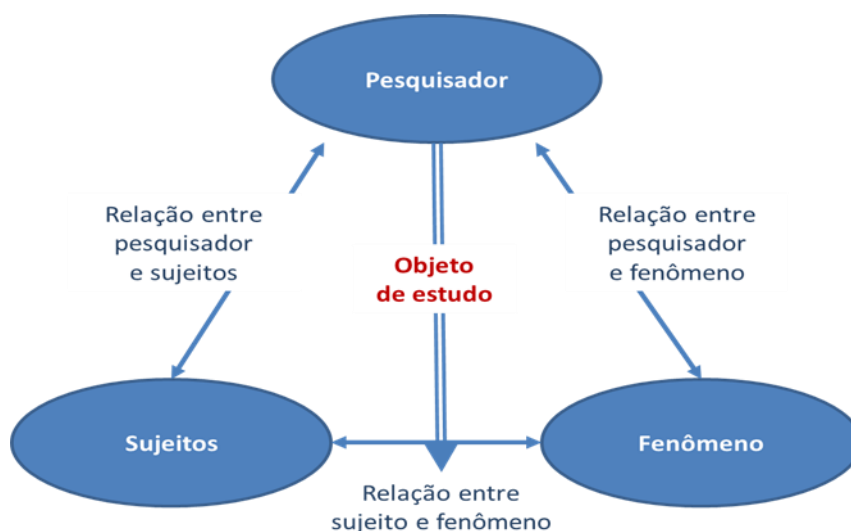 Pesquisador
Relação entre
pesquisador
e sujeitos
Relação entre
pesquisador
e fenômeno
Objeto
de estudo
Sujeitos
Fenômeno
Relação entre
sujeito e fenômeno